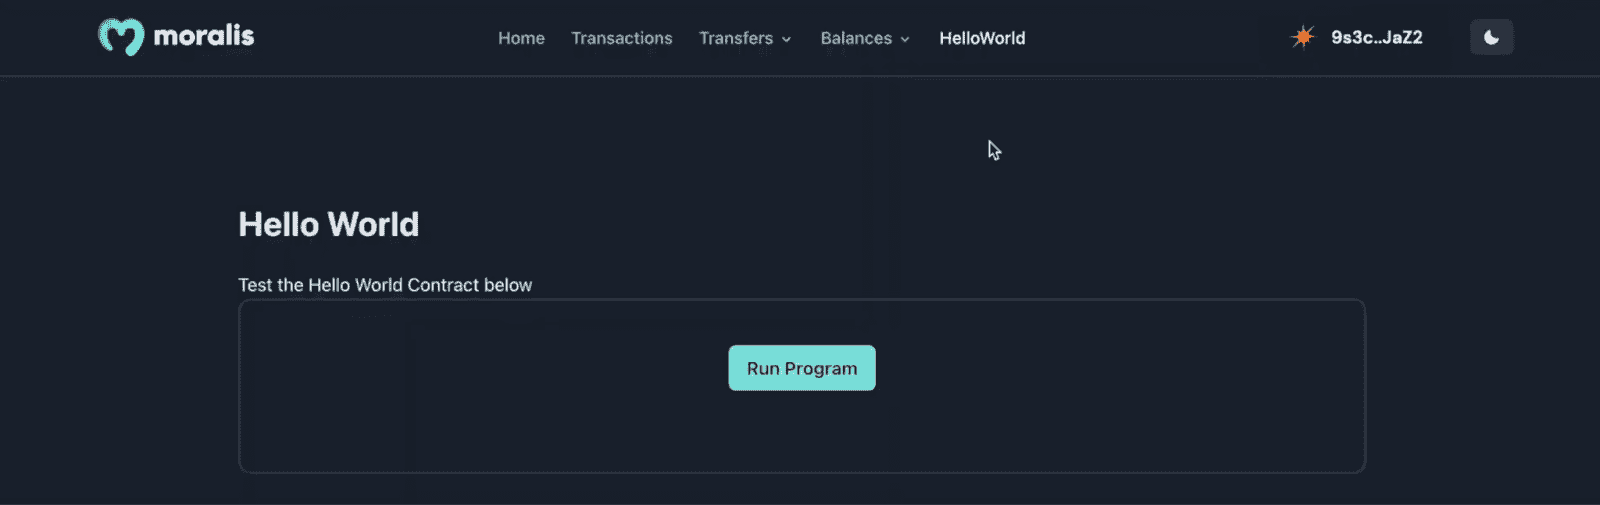 moralis Home Transactions Transfers Balances HelloWorld 9s3c..JaZ2
Hello World
Test the Hello World Contract below
Run Program